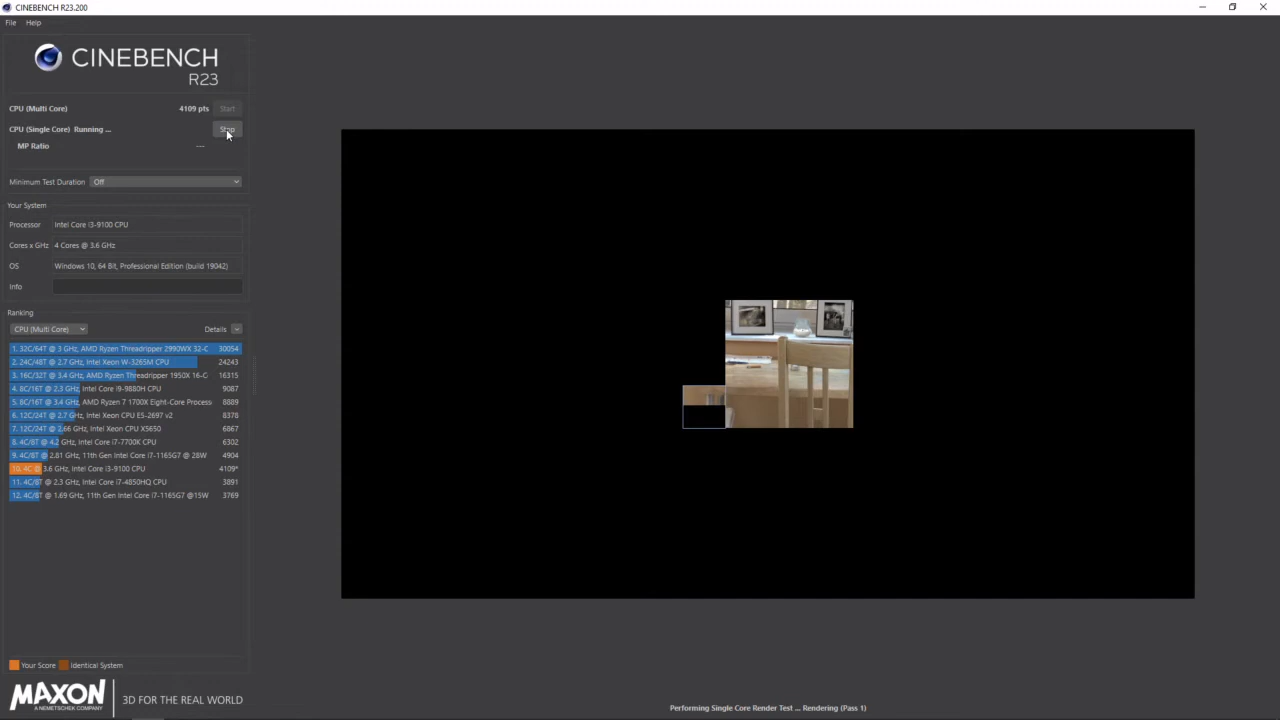 CINEBENCH R23.200
File Help
CINEBENCH
R23
CPU (Multi Core) 4109 pts Start
CPU (Single Core) Running ... Stop
MP Ratio ---
Minimum Test Duration Off
Your System
Processor Intel Core i3-9100 CPU
Cores x GHz 4 Cores @ 3.6 GHz
OS Windows 10, 64 Bit, Professional Edition (build 19042)
Info
Ranking
CPU (Multi Core) Details
1. 32C/64T @ 3 GHz, AMD Ryzen Threadripper 2990WX 32-C 30054
2. 24C/48T @ 2.7 GHz, Intel Xeon W-3265M CPU 24243
3. 16C/32T @ 3.4 GHz, AMD Ryzen Threadripper 1950X 16-C 16315
4. 8C/16T @ 2.3 GHz, Intel Core i9-9880H CPU 9087
5. 8C/16T @ 3.4 GHz, AMD Ryzen 7 1700X Eight-Core Proces: 8889
6. 12C/24T @ 2.7 GHz, Intel Xeon CPU E5-2697 v2 8378
7. 12C/24T @ 2.66 GHz, Intel Xeon CPU X5650 6867
8. 4C/8T @ 4.2 GHz, Intel Core i7-7700K CPU 6302
9. 4C/8T @ 2.81 GHz, 11th Gen Intel Core i7-1165G7 @ 28W 4904
10. 4C @ 3.6 GHz, Intel Core i3-9100 CPU 4109*
11. 4C/8T @ 2.3 GHz, Intel Core i7-4850HQ CPU 3891
12. 4C/8T @ 1.69 GHz, 11th Gen Intel Core i7-1165G7 @15W 3769
Your Score Identical System
MAXON
A NEMETSCHEK COMPANY
3D FOR THE REAL WORLD
Performing Single Core Render Test ... Rendering (Pass 1)